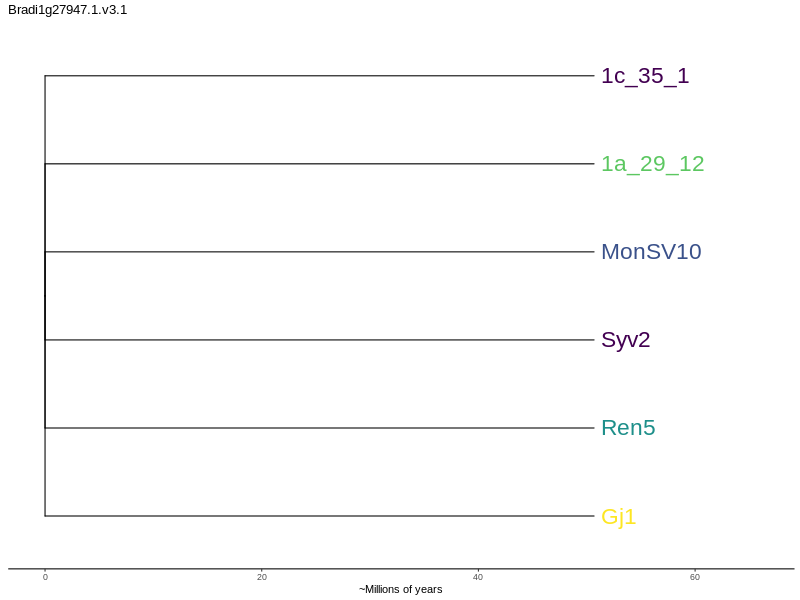 Bradi1g27947.1.v3.1
1c_35_1
1a_29_12
MonSV10
Syv2
Ren5
Gj1
0 20 40 60
~Millions of years